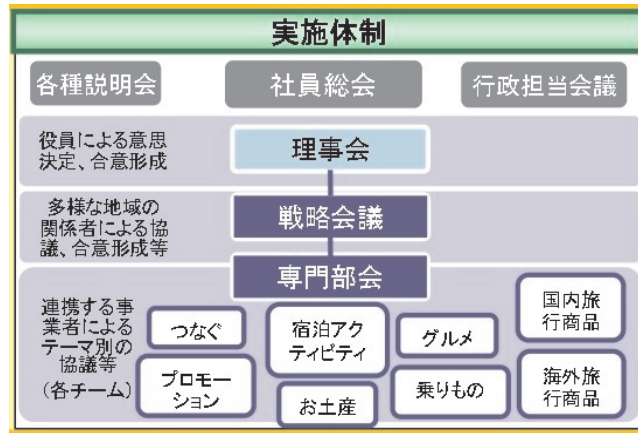 実施体制
各種説明会
社員総会
行政担当会議
役員による意思
決定、合意形成
理事会
多様な地域の
関係者による協
議、合意形成等
戦略会議
専門部会
連携する事
業者による
テーマ別の
協議等
(各チーム)
つなぐ
プロモー
ション
宿泊アク
ティビティ
お土産
グルメ
乗りもの
国内旅
行商品
海外旅
行商品